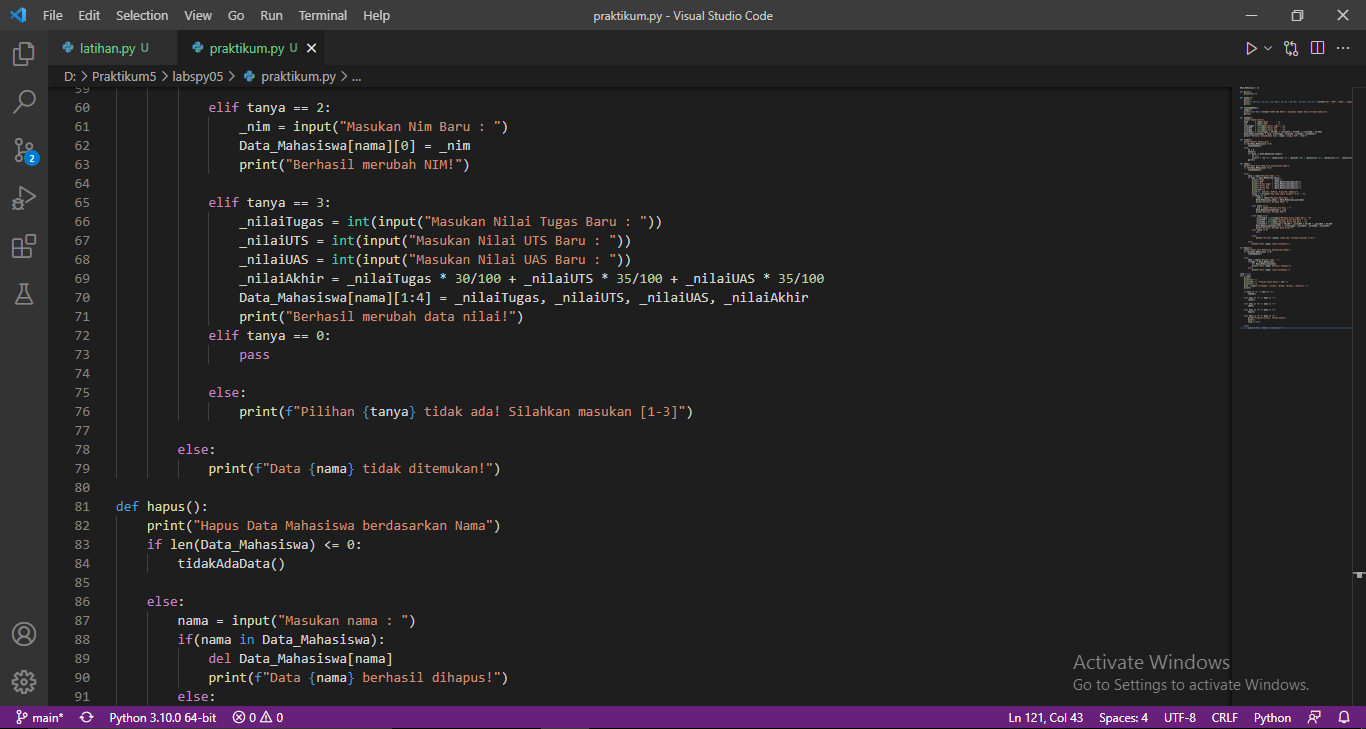 File Edit Selection View Go Run Terminal Help praktikum.py - Visual Studio Code
latihan.py U praktikum.py U
D: > Praktikum5 > labspy05 > praktikum.py > ...
59
60 elif tanya == 2:
61 _nim = input("Masukan Nim Baru : ")
62 Data_Mahasiswa[nama][0] = _nim
63 print("Berhasil merubah NIM!")
64
65 elif tanya == 3:
66 _nilaiTugas = int(input("Masukan Nilai Tugas Baru : "))
67 _nilaiUTS = int(input("Masukan Nilai UTS Baru : "))
68 _nilaiUAS = int(input("Masukan Nilai UAS Baru : "))
69 _nilaiAkhir = _nilaiTugas * 30/100 + _nilaiUTS * 35/100 + _nilaiUAS * 35/100
70 Data_Mahasiswa[nama][1:4] = _nilaiTugas, _nilaiUTS, _nilaiUAS, _nilaiAkhir
71 print("Berhasil merubah data nilai!")
72 elif tanya == 0:
73 pass
74
75 else:
76 print(f"Pilihan {tanya} tidak ada! Silahkan masukan [1-3]")
77
78 else:
79 print(f"Data {nama} tidak ditemukan!")
80
81 def hapus():
82 print("Hapus Data Mahasiswa berdasarkan Nama")
83 if len(Data_Mahasiswa) <= 0:
84 tidakAdaData()
85
86 else:
87 nama = input("Masukan nama : ")
88 if(nama in Data_Mahasiswa):
89 del Data_Mahasiswa[nama]
90 print(f"Data {nama} berhasil dihapus!")
91 else:
2
Activate Windows
Go to Settings to activate Windows.
main* Python 3.10.0 64-bit 0 0 Ln 121, Col 43 Spaces: 4 UTF-8 CRLF Python